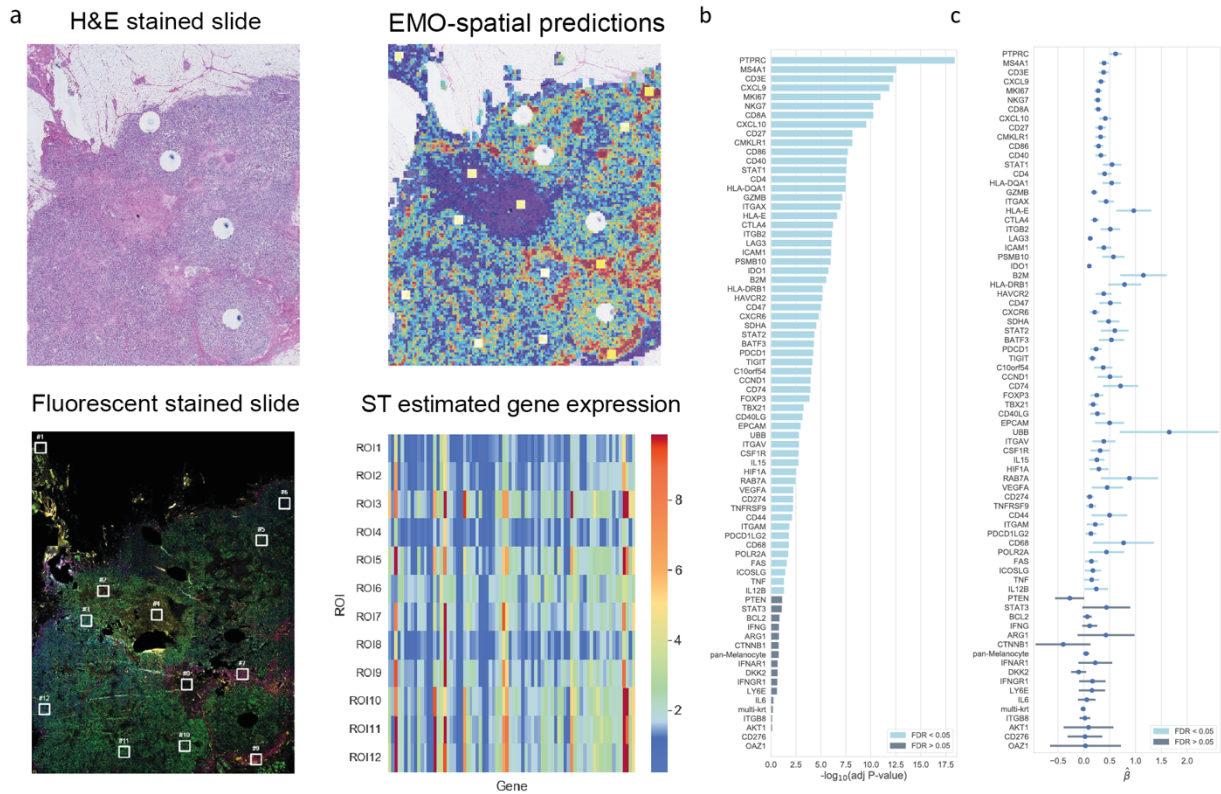 a
H&E stained slide
EMO-spatial predictions
Fluorescent stained slide
#1
#6
#5
#2
#3
#4
#7
#8
#12
#10
#11
#9
ST estimated gene expression
ROI
ROI1
ROI2
ROI3
ROI4
ROI5
ROI6
ROI7
ROI8
ROI9
ROI10
ROI11
ROI12
Gene
8
6
4
2
b
PTPRC
MS4A1
CD3E
CXCL9
MKI67
NKG7
CD8A
CXCL10
CD27
CMKLR1
CD86
CD40
STAT1
CD4
HLA-DQA1
GZMB
ITGAX
HLA-E
CTLA4
ITGB2
LAG3
ICAM1
PSMB10
IDO1
B2M
HLA-DRB1
HAVCR2
CD47
CXCR6
SDHA
STAT2
BATF3
PDCD1
TIGIT
C10orf54
CCND1
CD74
FOXP3
TBX21
CD40LG
EPCAM
UBB
ITGAV
CSF1R
IL15
HIF1A
RAB7A
VEGFA
CD274
TNFRSF9
CD44
ITGAM
PDCD1LG2
CD68
POLR2A
FAS
ICOSLG
TNF
IL12B
PTEN
STAT3
BCL2
IFNG
ARG1
CTNNB1
pan-Melanocyte
IFNAR1
DKK2
IFNGR1
LY6E
IL6
multi-krt
ITGB8
AKT1
CD276
OAZ1
FDR < 0.05
FDR > 0.05
0.0 2.5 5.0 7.5 10.0 12.5 15.0 17.5
-log10(adj P-value)
c
PTPRC
MS4A1
CD3E
CXCL9
MKI67
NKG7
CD8A
CXCL10
CD27
CMKLR1
CD86
CD40
STAT1
CD4
HLA-DQA1
GZMB
ITGAX
HLA-E
CTLA4
ITGB2
LAG3
ICAM1
PSMB10
IDO1
B2M
HLA-DRB1
HAVCR2
CD47
CXCR6
SDHA
STAT2
BATF3
PDCD1
TIGIT
C10orf54
CCND1
CD74
FOXP3
TBX21
CD40LG
EPCAM
UBB
ITGAV
CSF1R
IL15
HIF1A
RAB7A
VEGFA
CD274
TNFRSF9
CD44
ITGAM
PDCD1LG2
CD68
POLR2A
FAS
ICOSLG
TNF
IL12B
PTEN
STAT3
BCL2
IFNG
ARG1
CTNNB1
pan-Melanocyte
IFNAR1
DKK2
IFNGR1
LY6E
IL6
multi-krt
ITGB8
AKT1
CD276
OAZ1
FDR < 0.05
FDR > 0.05
−0.5 0.0 0.5 1.0 1.5 2.0
β̂